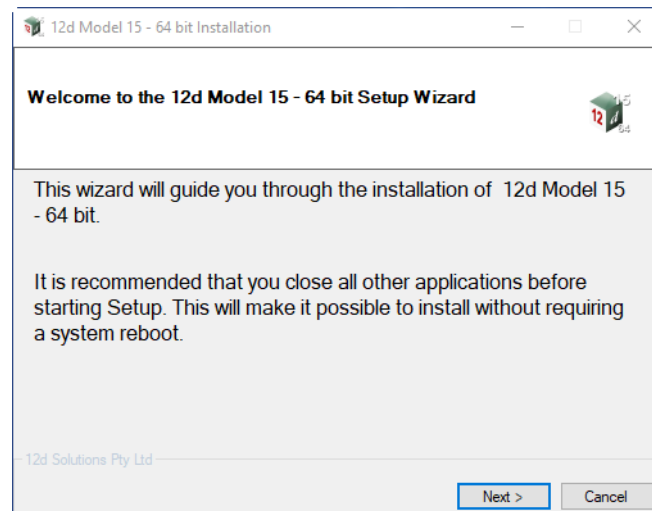 12d Model 15 - 64 bit Installation
Welcome to the 12d Model 15 - 64 bit Setup Wizard
15
12 d
64
This wizard will guide you through the installation of  12d Model 15
- 64 bit.
It is recommended that you close all other applications before
starting Setup. This will make it possible to install without requiring
a system reboot.
12d Solutions Pty Ltd
Next >
Cancel